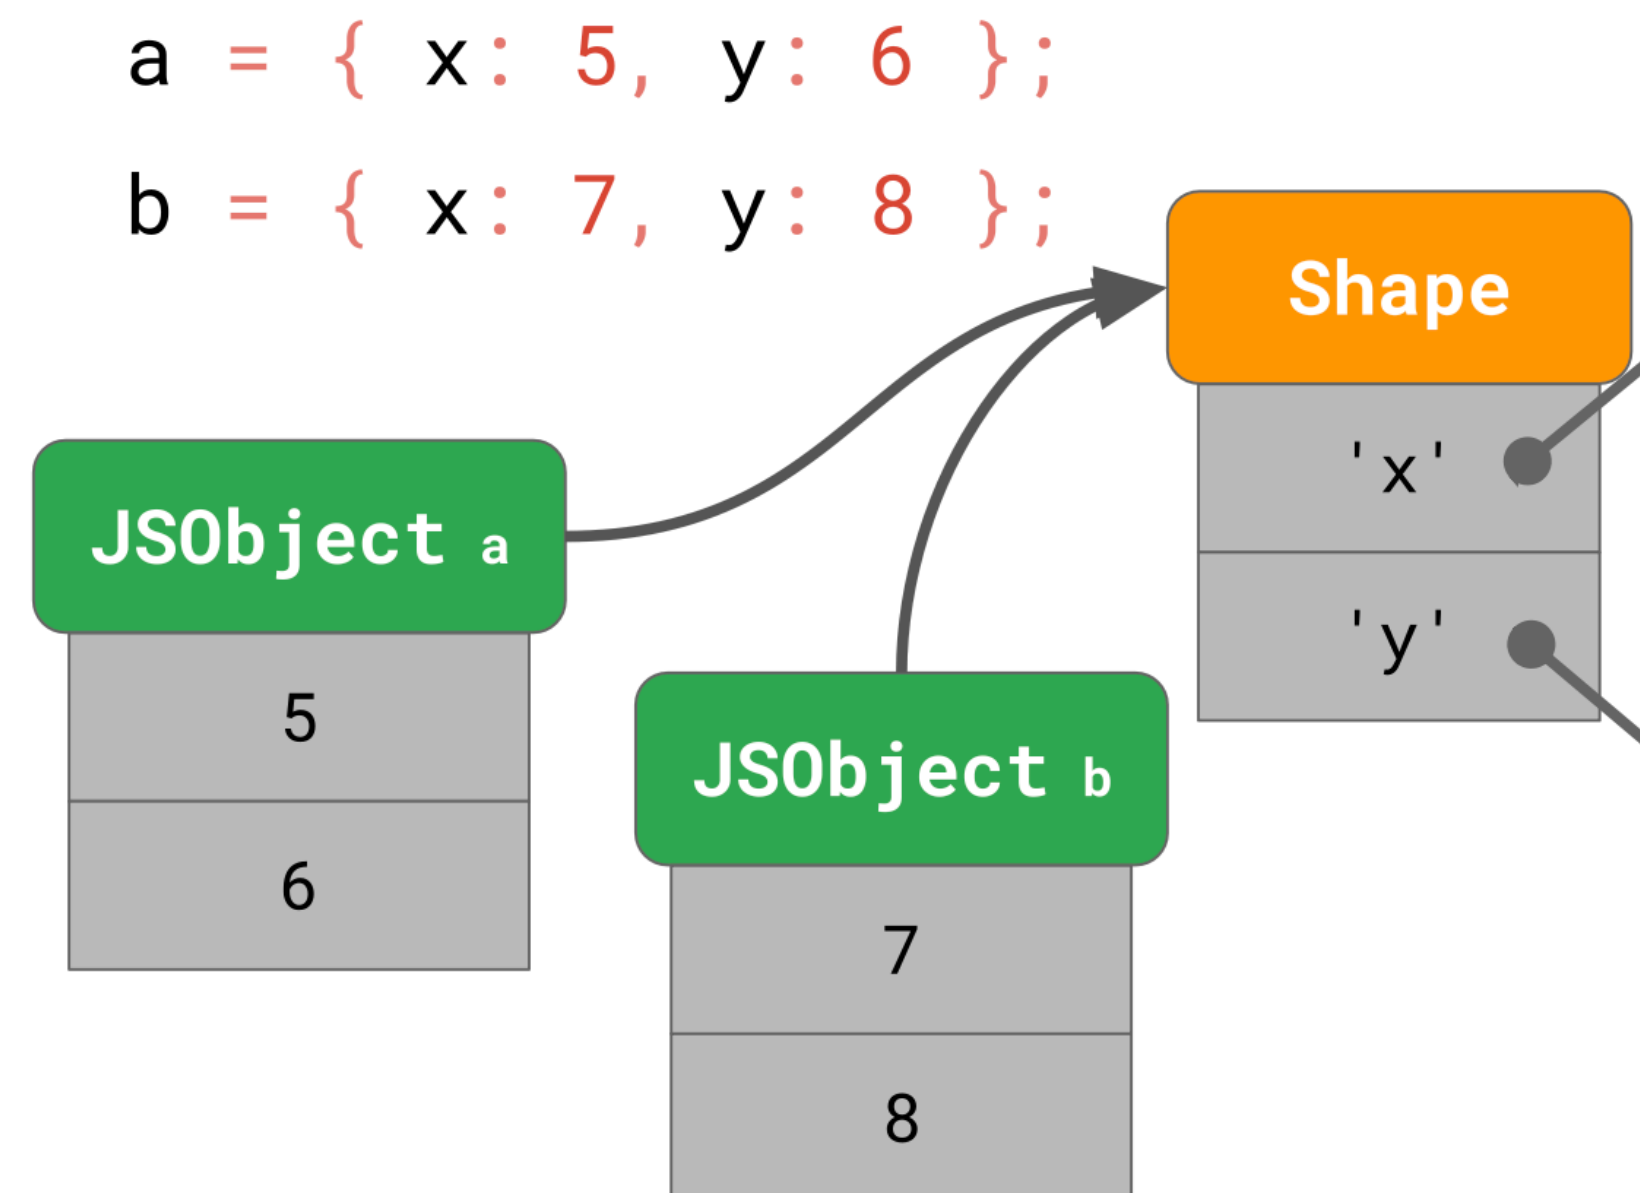 a = { x: 5, y: 6 };
b = { x: 7, y: 8 };
Shape
'x'
'y'
JSObject a
5
6
JSObject b
7
8